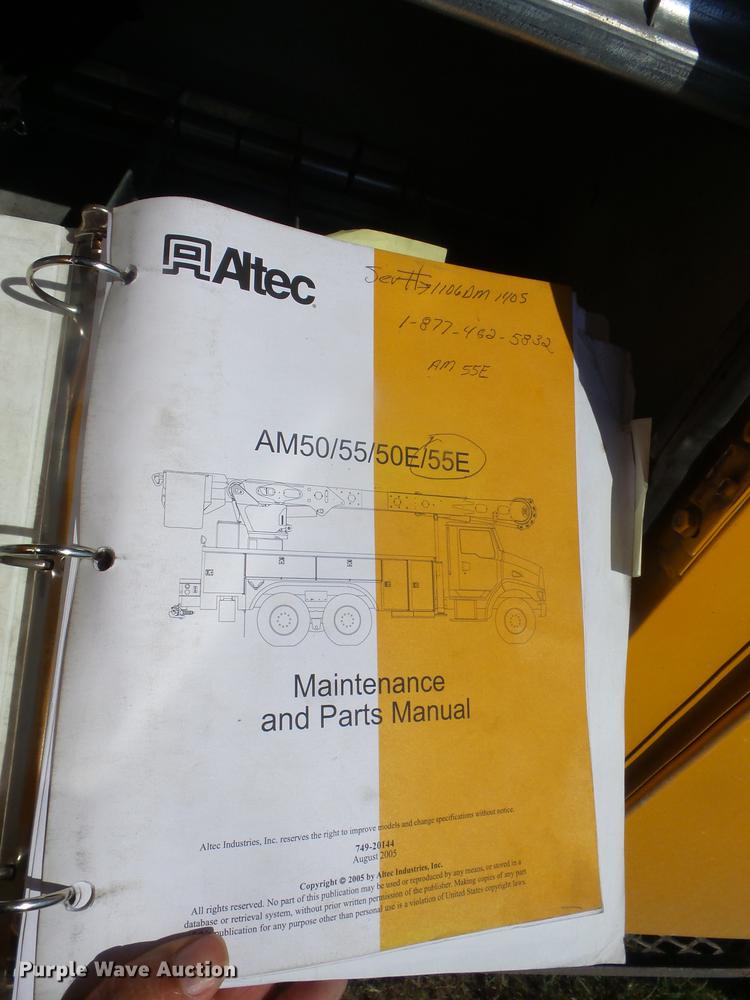 Altec
Ser# 1106DM 1405
1-877-462-5832
AM 55E
AM50/55/50E/55E
Maintenance
and Parts Manual
Altec Industries, Inc. reserves the right to improve models and change specifications without notice.
749-20144
August 2005
Copyright © 2005 by Altec Industries, Inc.
All rights reserved. No part of this publication may be used or reproduced by any means, or stored in a
database or retrieval system, without prior written permission of the publisher. Making copies of any part
publication for any purpose other than personal use is a violation of United States copyright laws.
Purple Wave Auction